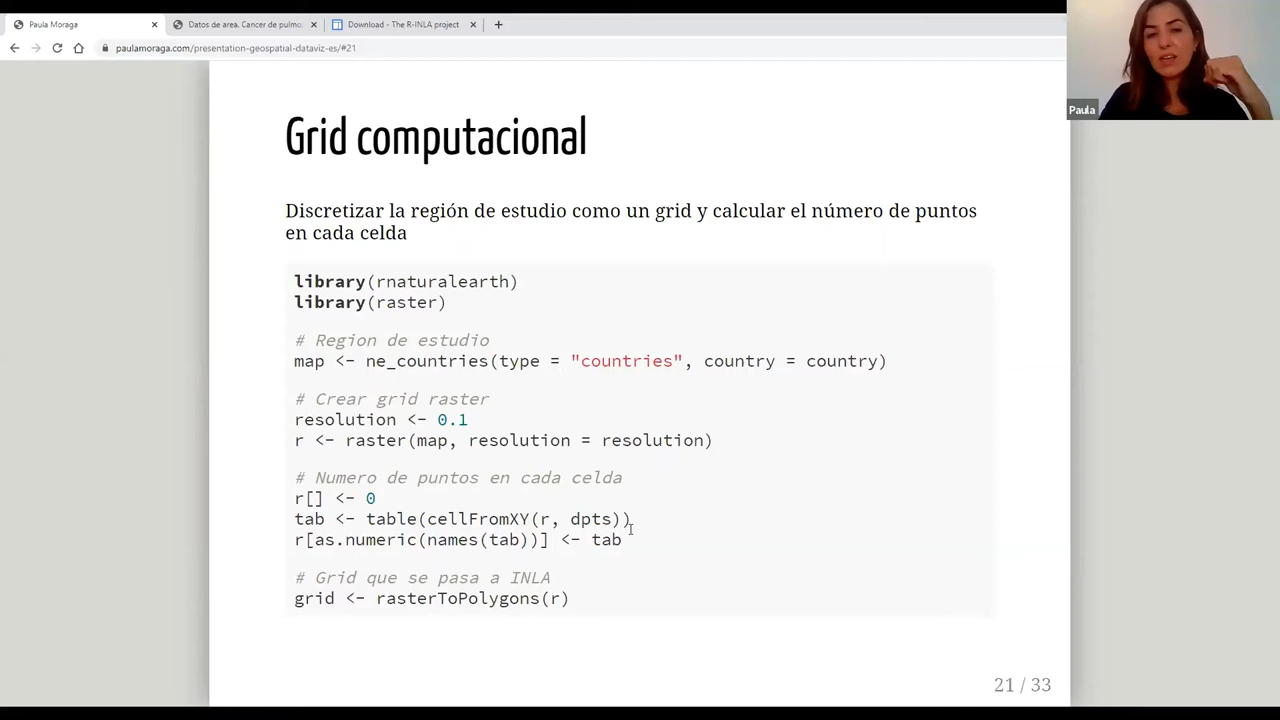 Paula Moraga
Datos de area. Cancer de pulmo
Download - The R-INLA project
paulamoraga.com/presentation-geospatial-dataviz-es/#21
Paula
Grid computacional
Discretizar la región de estudio como un grid y calcular el número de puntos
en cada celda
library(rnaturalearth)
library(raster)
# Region de estudio
map <- ne_countries(type = "countries", country = country)
# Crear grid raster
resolution <- 0.1
r <- raster(map, resolution = resolution)
# Numero de puntos en cada celda
r[] <- 0
tab <- table(cellFromXY(r, dpts))
r[as.numeric(names(tab))] <- tab
# Grid que se pasa a INLA
grid <- rasterToPolygons(r)
21 / 33